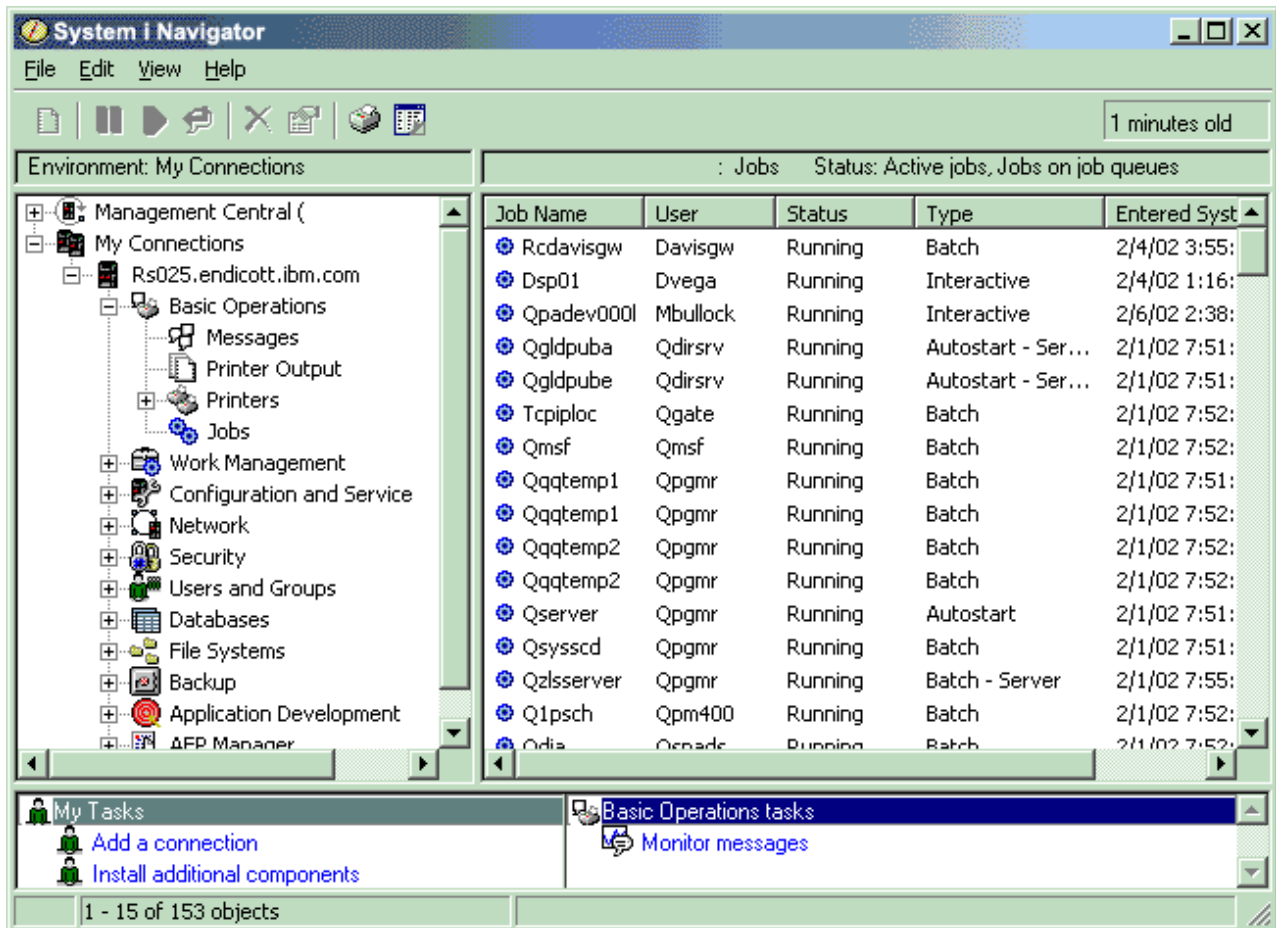 System i Navigator
File Edit View Help
1 minutes old
Environment: My Connections
: Jobs Status: Active jobs, Jobs on job queues
Management Central (
My Connections
Rs025.endicott.ibm.com
Basic Operations
Messages
Printer Output
Printers
Jobs
Work Management
Configuration and Service
Network
Security
Users and Groups
Databases
File Systems
Backup
Application Development
AFP Manager
Job Name User Status Type Entered Syst
Rcdavisgw Davisgw Running Batch 2/4/02 3:55:
Dsp01 Dvega Running Interactive 2/4/02 1:16:
Qpadev000l Mbullock Running Interactive 2/6/02 2:38:
Qgldpuba Qdirsrv Running Autostart - Ser... 2/1/02 7:51:
Qgldpube Qdirsrv Running Autostart - Ser... 2/1/02 7:51:
Tcpiploc Qgate Running Batch 2/1/02 7:52:
Qmsf Qmsf Running Batch 2/1/02 7:52:
Qqqtemp1 Qpgmr Running Batch 2/1/02 7:51:
Qqqtemp1 Qpgmr Running Batch 2/1/02 7:52:
Qqqtemp2 Qpgmr Running Batch 2/1/02 7:52:
Qqqtemp2 Qpgmr Running Batch 2/1/02 7:52:
Qserver Qpgmr Running Autostart 2/1/02 7:51:
Qsysscd Qpgmr Running Batch 2/1/02 7:51:
Qzlsserver Qpgmr Running Batch - Server 2/1/02 7:55:
Q1psch Qpm400 Running Batch 2/1/02 7:52:
Qdia Qsnads Running Batch 2/1/02 7:52:
My Tasks
Add a connection
Install additional components
Basic Operations tasks
Monitor messages
1 - 15 of 153 objects